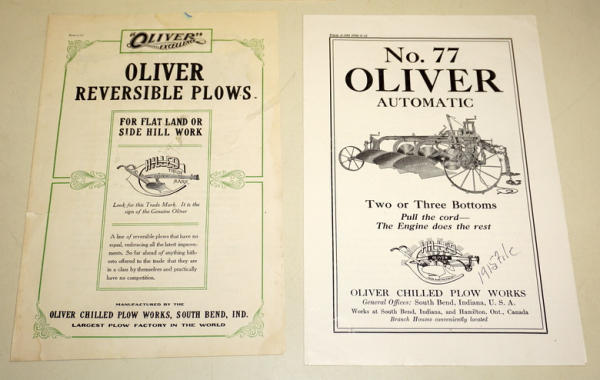 "OLIVER"
EXCELLENCE
OLIVER
REVERSIBLE PLOWS.
FOR FLAT LAND OR
SIDE HILL WORK
TRADE
MARK
Look for this Trade Mark. It is the
sign of the Genuine Oliver
A line of reversible plows that have no
equal, embracing all the latest improve-
ments. So far ahead of anything hith-
erto offered to the trade that they are
in a class by themselves and practically
have no competition.
MANUFACTURED BY THE
OLIVER CHILLED PLOW WORKS, SOUTH BEND, IND.
LARGEST PLOW FACTORY IN THE WORLD
No. 77
OLIVER
AUTOMATIC
Two or Three Bottoms
Pull the cord—
The Engine does the rest
OLIVER CHILLED PLOW WORKS
General Offices: South Bend, Indiana, U. S. A.
Works at South Bend, Indiana, and Hamilton, Ont., Canada
Branch Houses conveniently located